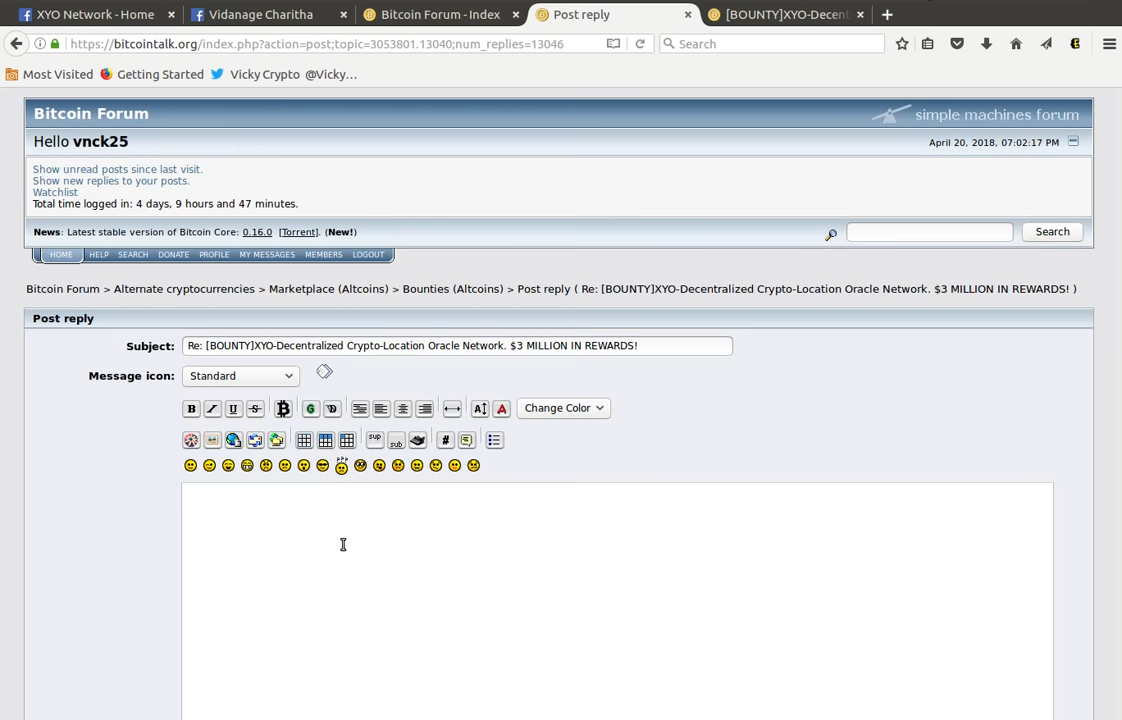 XYO Network - Home
Vidanage Charitha
Bitcoin Forum - Index
Post reply
[BOUNTY]XYO-Decent
https://bitcointalk.org/index.php?action=post;topic=3053801.13040;num_replies=13046
Search
Most Visited
Getting Started
Vicky Crypto @Vicky…
Bitcoin Forum
simple machines forum
Hello vnck25
April 20, 2018, 07:02:17 PM
Show unread posts since last visit.
Show new replies to your posts.
Watchlist
Total time logged in: 4 days, 9 hours and 47 minutes.
News: Latest stable version of Bitcoin Core: 0.16.0 [Torrent]. (New!)
Search
HOME HELP SEARCH DONATE PROFILE MY MESSAGES MEMBERS LOGOUT
Bitcoin Forum > Alternate cryptocurrencies > Marketplace (Altcoins) > Bounties (Altcoins) > Post reply ( Re: [BOUNTY]XYO-Decentralized Crypto-Location Oracle Network. $3 MILLION IN REWARDS! )
Post reply
Subject: Re: [BOUNTY]XYO-Decentralized Crypto-Location Oracle Network. $3 MILLION IN REWARDS!
Message icon: Standard
B I U S Change Color
sup sub #